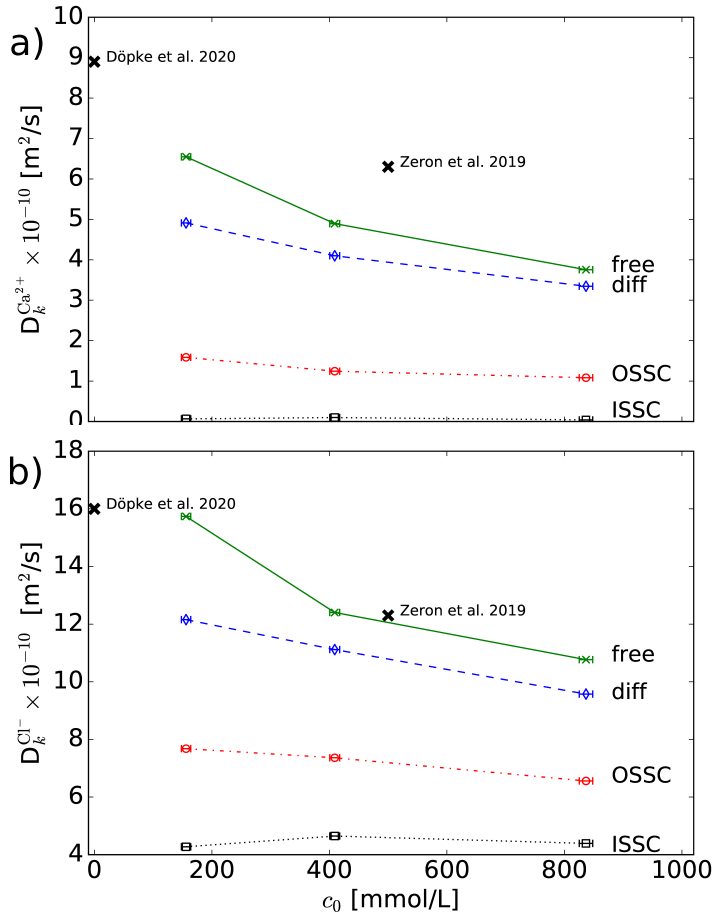 a)
10
9
8
7
6
5
4
3
2
1
0
D_k^{Ca^{2+}} × 10^{−10} [m²/s]
Döpke et al. 2020
Zeron et al. 2019
free
diff
OSSC
ISSC
b)
18
16
14
12
10
8
6
4
D_k^{Cl^−} × 10^{−10} [m²/s]
Döpke et al. 2020
Zeron et al. 2019
free
diff
OSSC
ISSC
0 200 400 600 800 1000
c₀ [mmol/L]